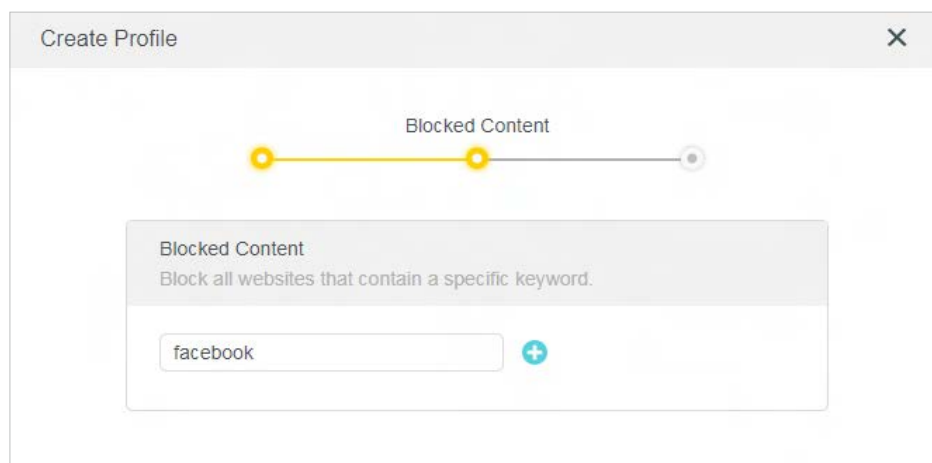 Create Profile
Blocked Content
Blocked Content
Block all websites that contain a specific keyword.
facebook